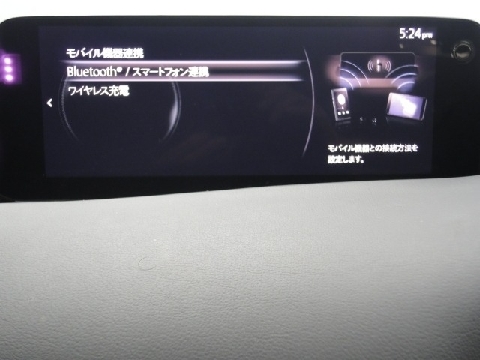 5:24pm
モバイル機器連携
Bluetooth® / スマートフォン連携
ワイヤレス充電
モバイル機器との接続方法を
設定します。